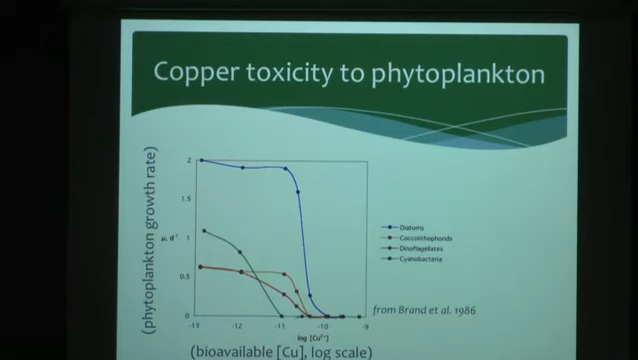 Copper toxicity to phytoplankton
(phytoplankton growth rate)
μ, d⁻¹
2
1.5
1
0.5
0
-13
-12
-11
-10
-9
log [Cu²⁺]
(bioavailable [Cu], log scale)
Diatoms
Coccolithophorids
Dinoflagellates
Cyanobacteria
from Brand et al. 1986